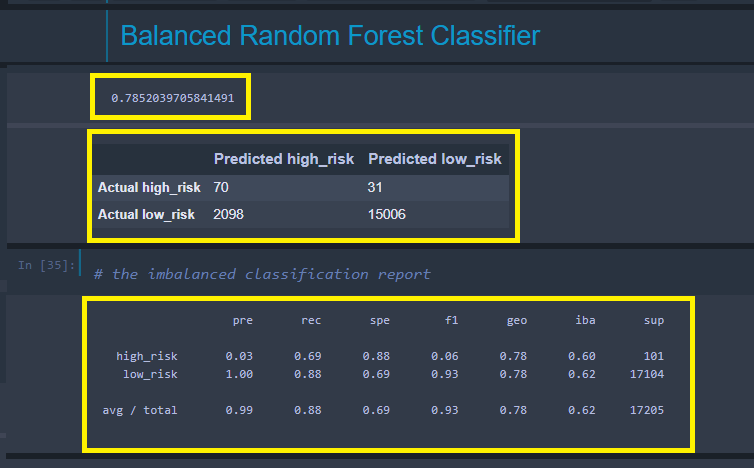 Balanced Random Forest Classifier
0.7852039705841491
Predicted high_risk Predicted low_risk
Actual high_risk 70 31
Actual low_risk 2098 15006
In [35]:
# the imbalanced classification report
pre rec spe f1 geo iba sup
high_risk 0.03 0.69 0.88 0.06 0.78 0.60 101
low_risk 1.00 0.88 0.69 0.93 0.78 0.62 17104
avg / total 0.99 0.88 0.69 0.93 0.78 0.62 17205